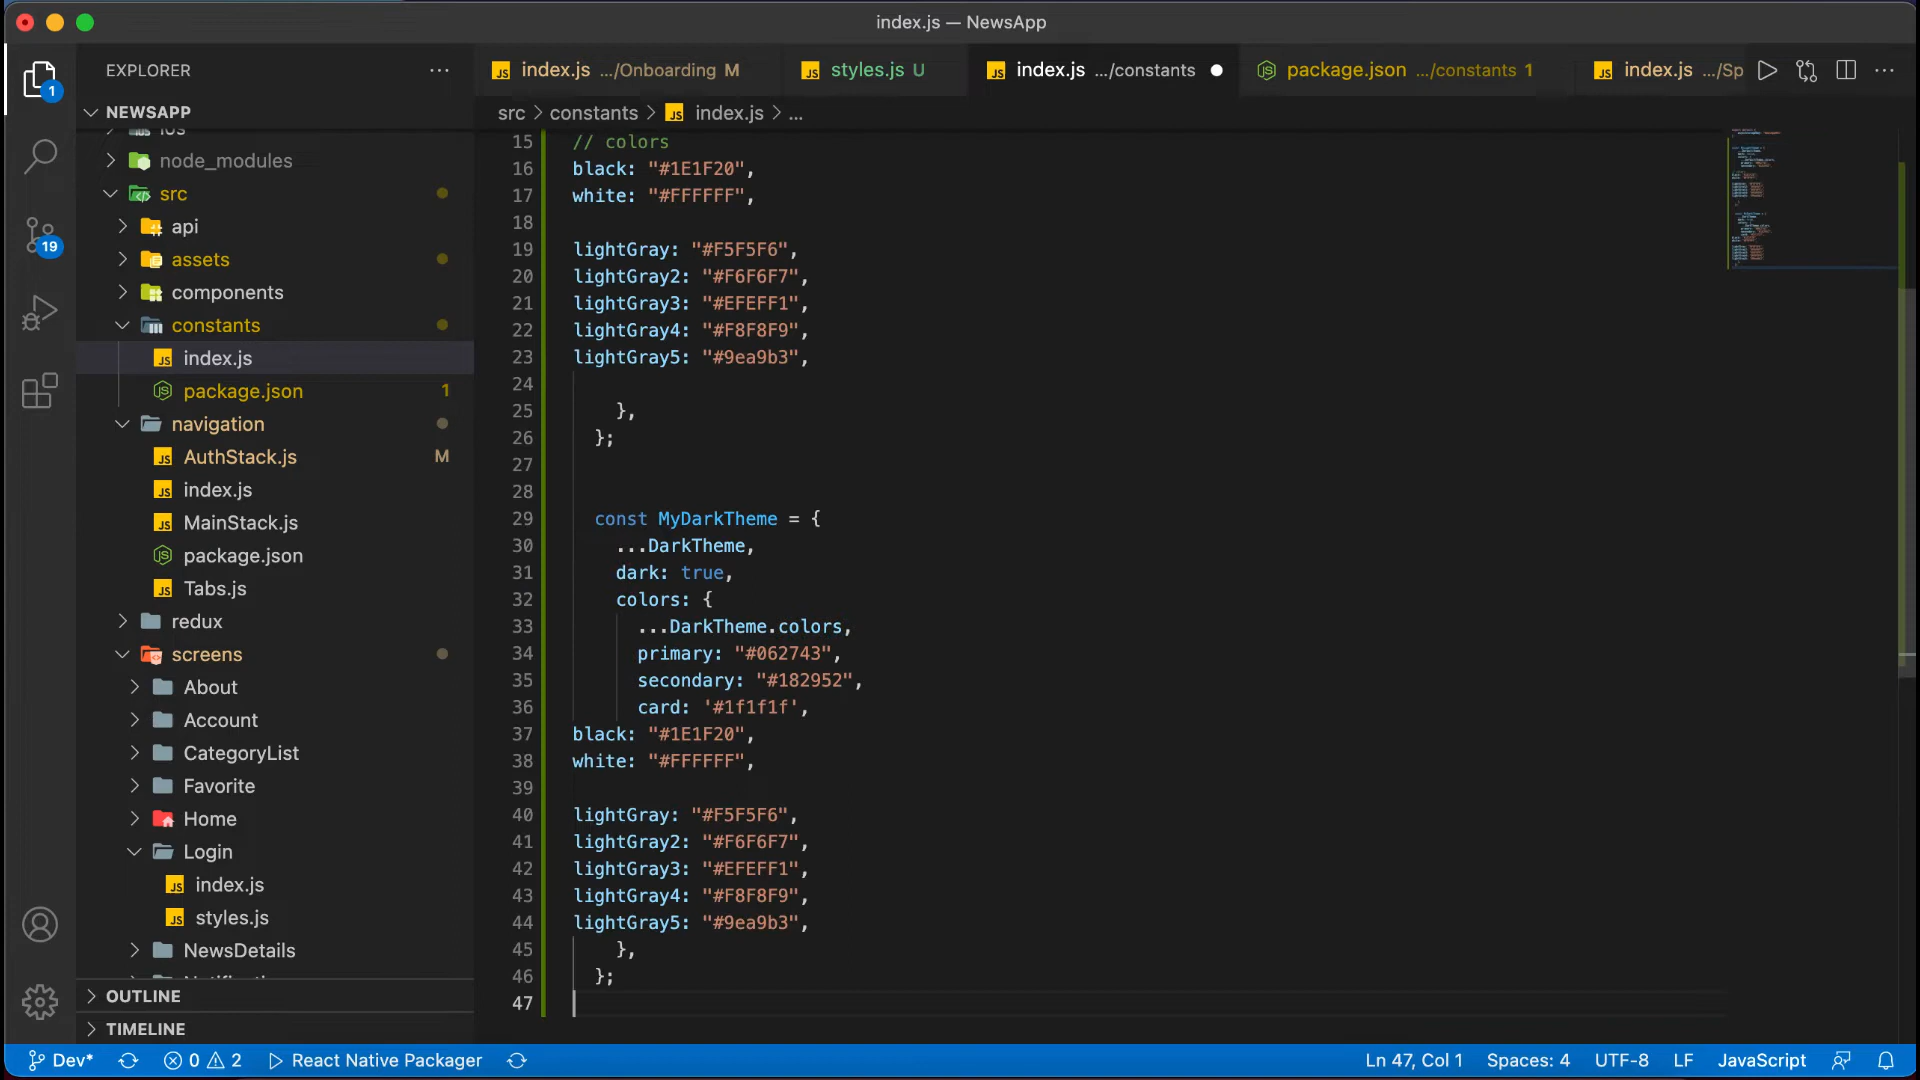 index.js — NewsApp
EXPLORER
index.js .../Onboarding M
styles.js U
index.js .../constants
package.json .../constants 1
index.js .../Sp
NEWSAPP
src > constants > index.js > ...
ios
node_modules
src
api
assets
components
constants
index.js
package.json 1
navigation
AuthStack.js M
index.js
MainStack.js
package.json
Tabs.js
redux
screens
About
Account
CategoryList
Favorite
Home
Login
index.js
styles.js
NewsDetails
OUTLINE
TIMELINE
1
19
15 // colors
16 black: "#1E1F20",
17 white: "#FFFFFF",
18
19 lightGray: "#F5F5F6",
20 lightGray2: "#F6F6F7",
21 lightGray3: "#EFEFF1",
22 lightGray4: "#F8F8F9",
23 lightGray5: "#9ea9b3",
24
25 },
26 };
27
28
29 const MyDarkTheme = {
30 ...DarkTheme,
31 dark: true,
32 colors: {
33 ...DarkTheme.colors,
34 primary: "#062743",
35 secondary: "#182952",
36 card: '#1f1f1f',
37 black: "#1E1F20",
38 white: "#FFFFFF",
39
40 lightGray: "#F5F5F6",
41 lightGray2: "#F6F6F7",
42 lightGray3: "#EFEFF1",
43 lightGray4: "#F8F8F9",
44 lightGray5: "#9ea9b3",
45 },
46 };
47
Dev* 0 2 React Native Packager
Ln 47, Col 1 Spaces: 4 UTF-8 LF JavaScript